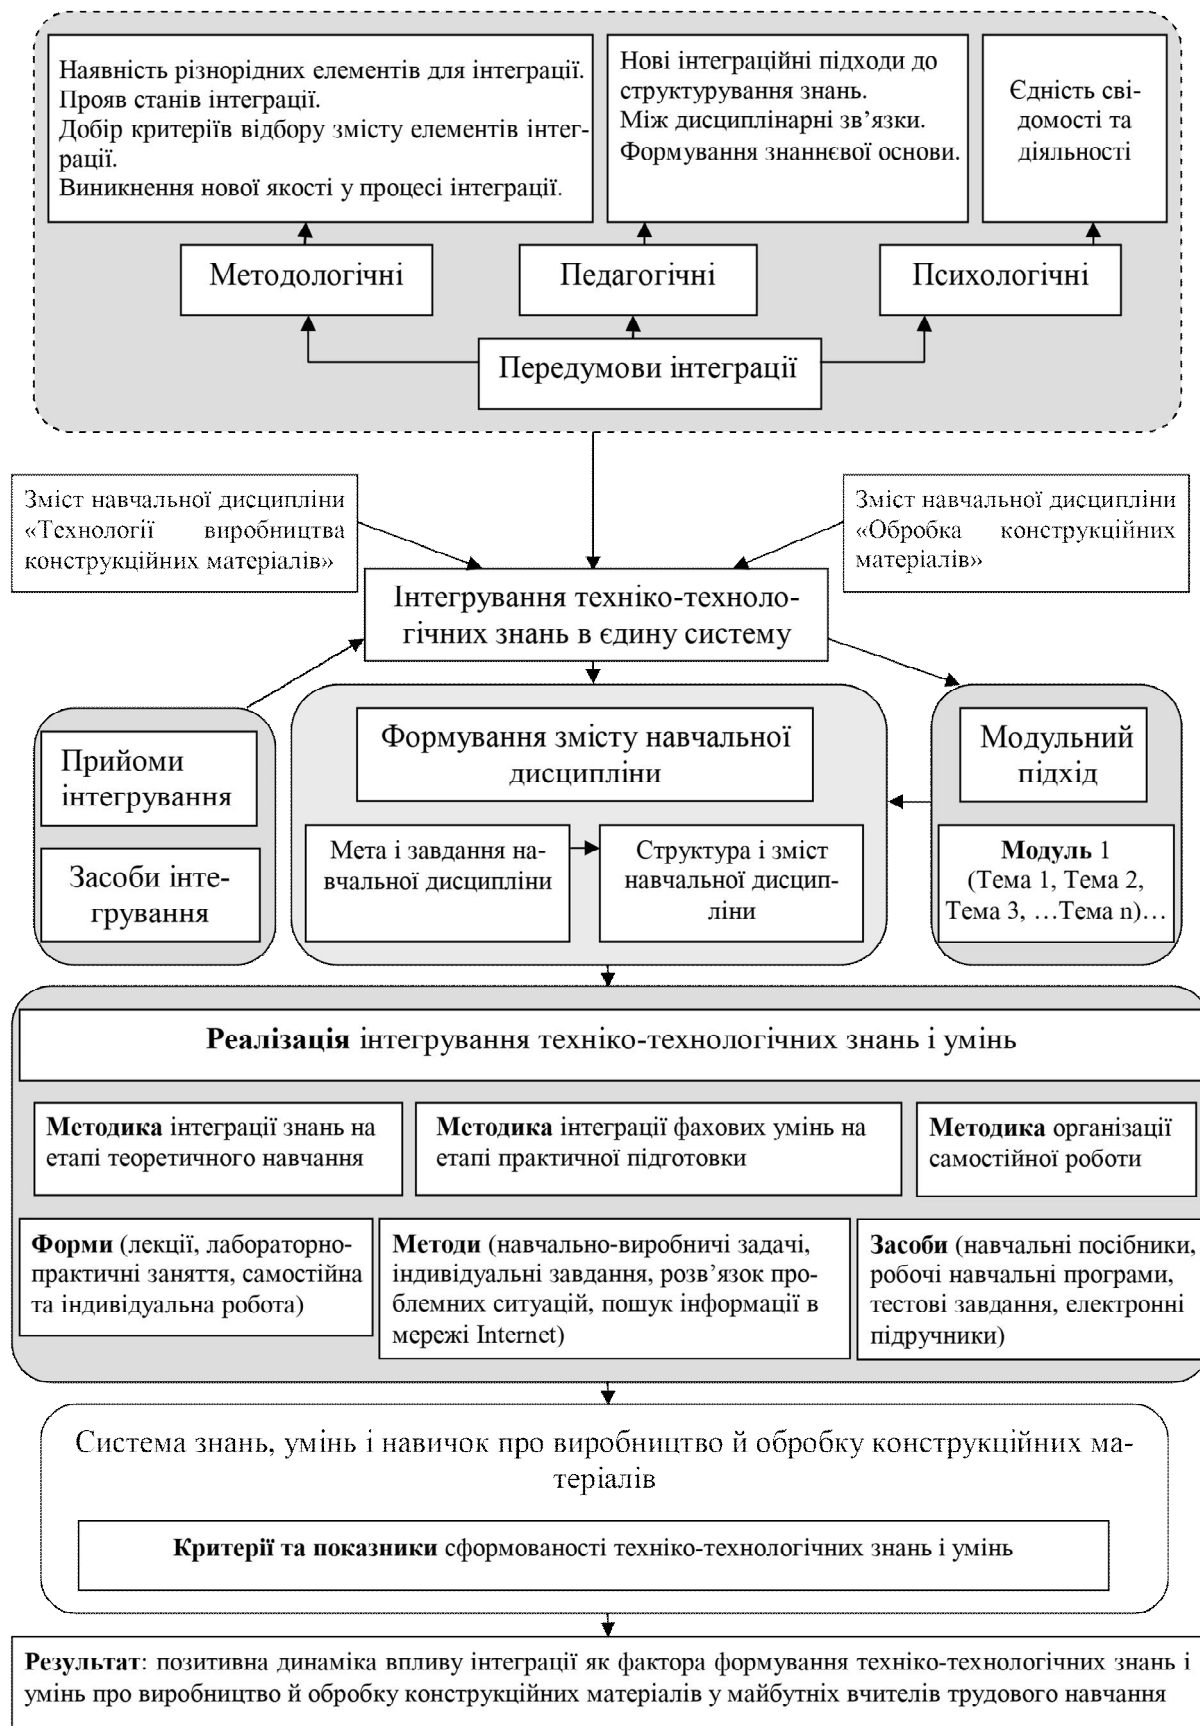 Наявність різнорідних елементів для інтеграції.
Прояв станів інтеграції.
Добір критеріїв відбору змісту елементів інтег-
рації.
Виникнення нової якості у процесі інтеграції.
Нові інтеграційні підходи до
структурування знань.
Між дисциплінарні зв’язки.
Формування знаннєвої основи.
Єдність сві-
домості та
діяльності
Методологічні
Педагогічні
Психологічні
Передумови інтеграції
Зміст навчальної дисципліни
«Технології виробництва
конструкційних матеріалів»
Зміст навчальної дисципліни
«Обробка конструкційних
матеріалів»
Інтегрування техніко-техноло-
гічних знань в єдину систему
Прийоми
інтегрування
Засоби інте-
грування
Формування змісту навчальної
дисципліни
Мета і завдання на-
вчальної дисципліни
Структура і зміст
навчальної дисцип-
ліни
Модульний
підхід
Модуль 1
(Тема 1, Тема 2,
Тема 3, …Тема n)…
Реалізація інтегрування техніко-технологічних знань і умінь
Методика інтеграції знань на
етапі теоретичного навчання
Методика інтеграції фахових умінь на
етапі практичної підготовки
Методика організації
самостійної роботи
Форми (лекції, лабораторно-
практичні заняття, самостійна
та індивідуальна робота)
Методи (навчально-виробничі задачі,
індивідуальні завдання, розв’язок про-
блемних ситуацій, пошук інформації в
мережі Internet)
Засоби (навчальні посібники,
робочі навчальні програми,
тестові завдання, електронні
підручники)
Система знань, умінь і навичок про виробництво й обробку конструкційних ма-
теріалів
Критерії та показники сформованості техніко-технологічних знань і умінь
Результат: позитивна динаміка впливу інтеграції як фактора формування техніко-технологічних знань і
умінь про виробництво й обробку конструкційних матеріалів у майбутніх вчителів трудового навчання